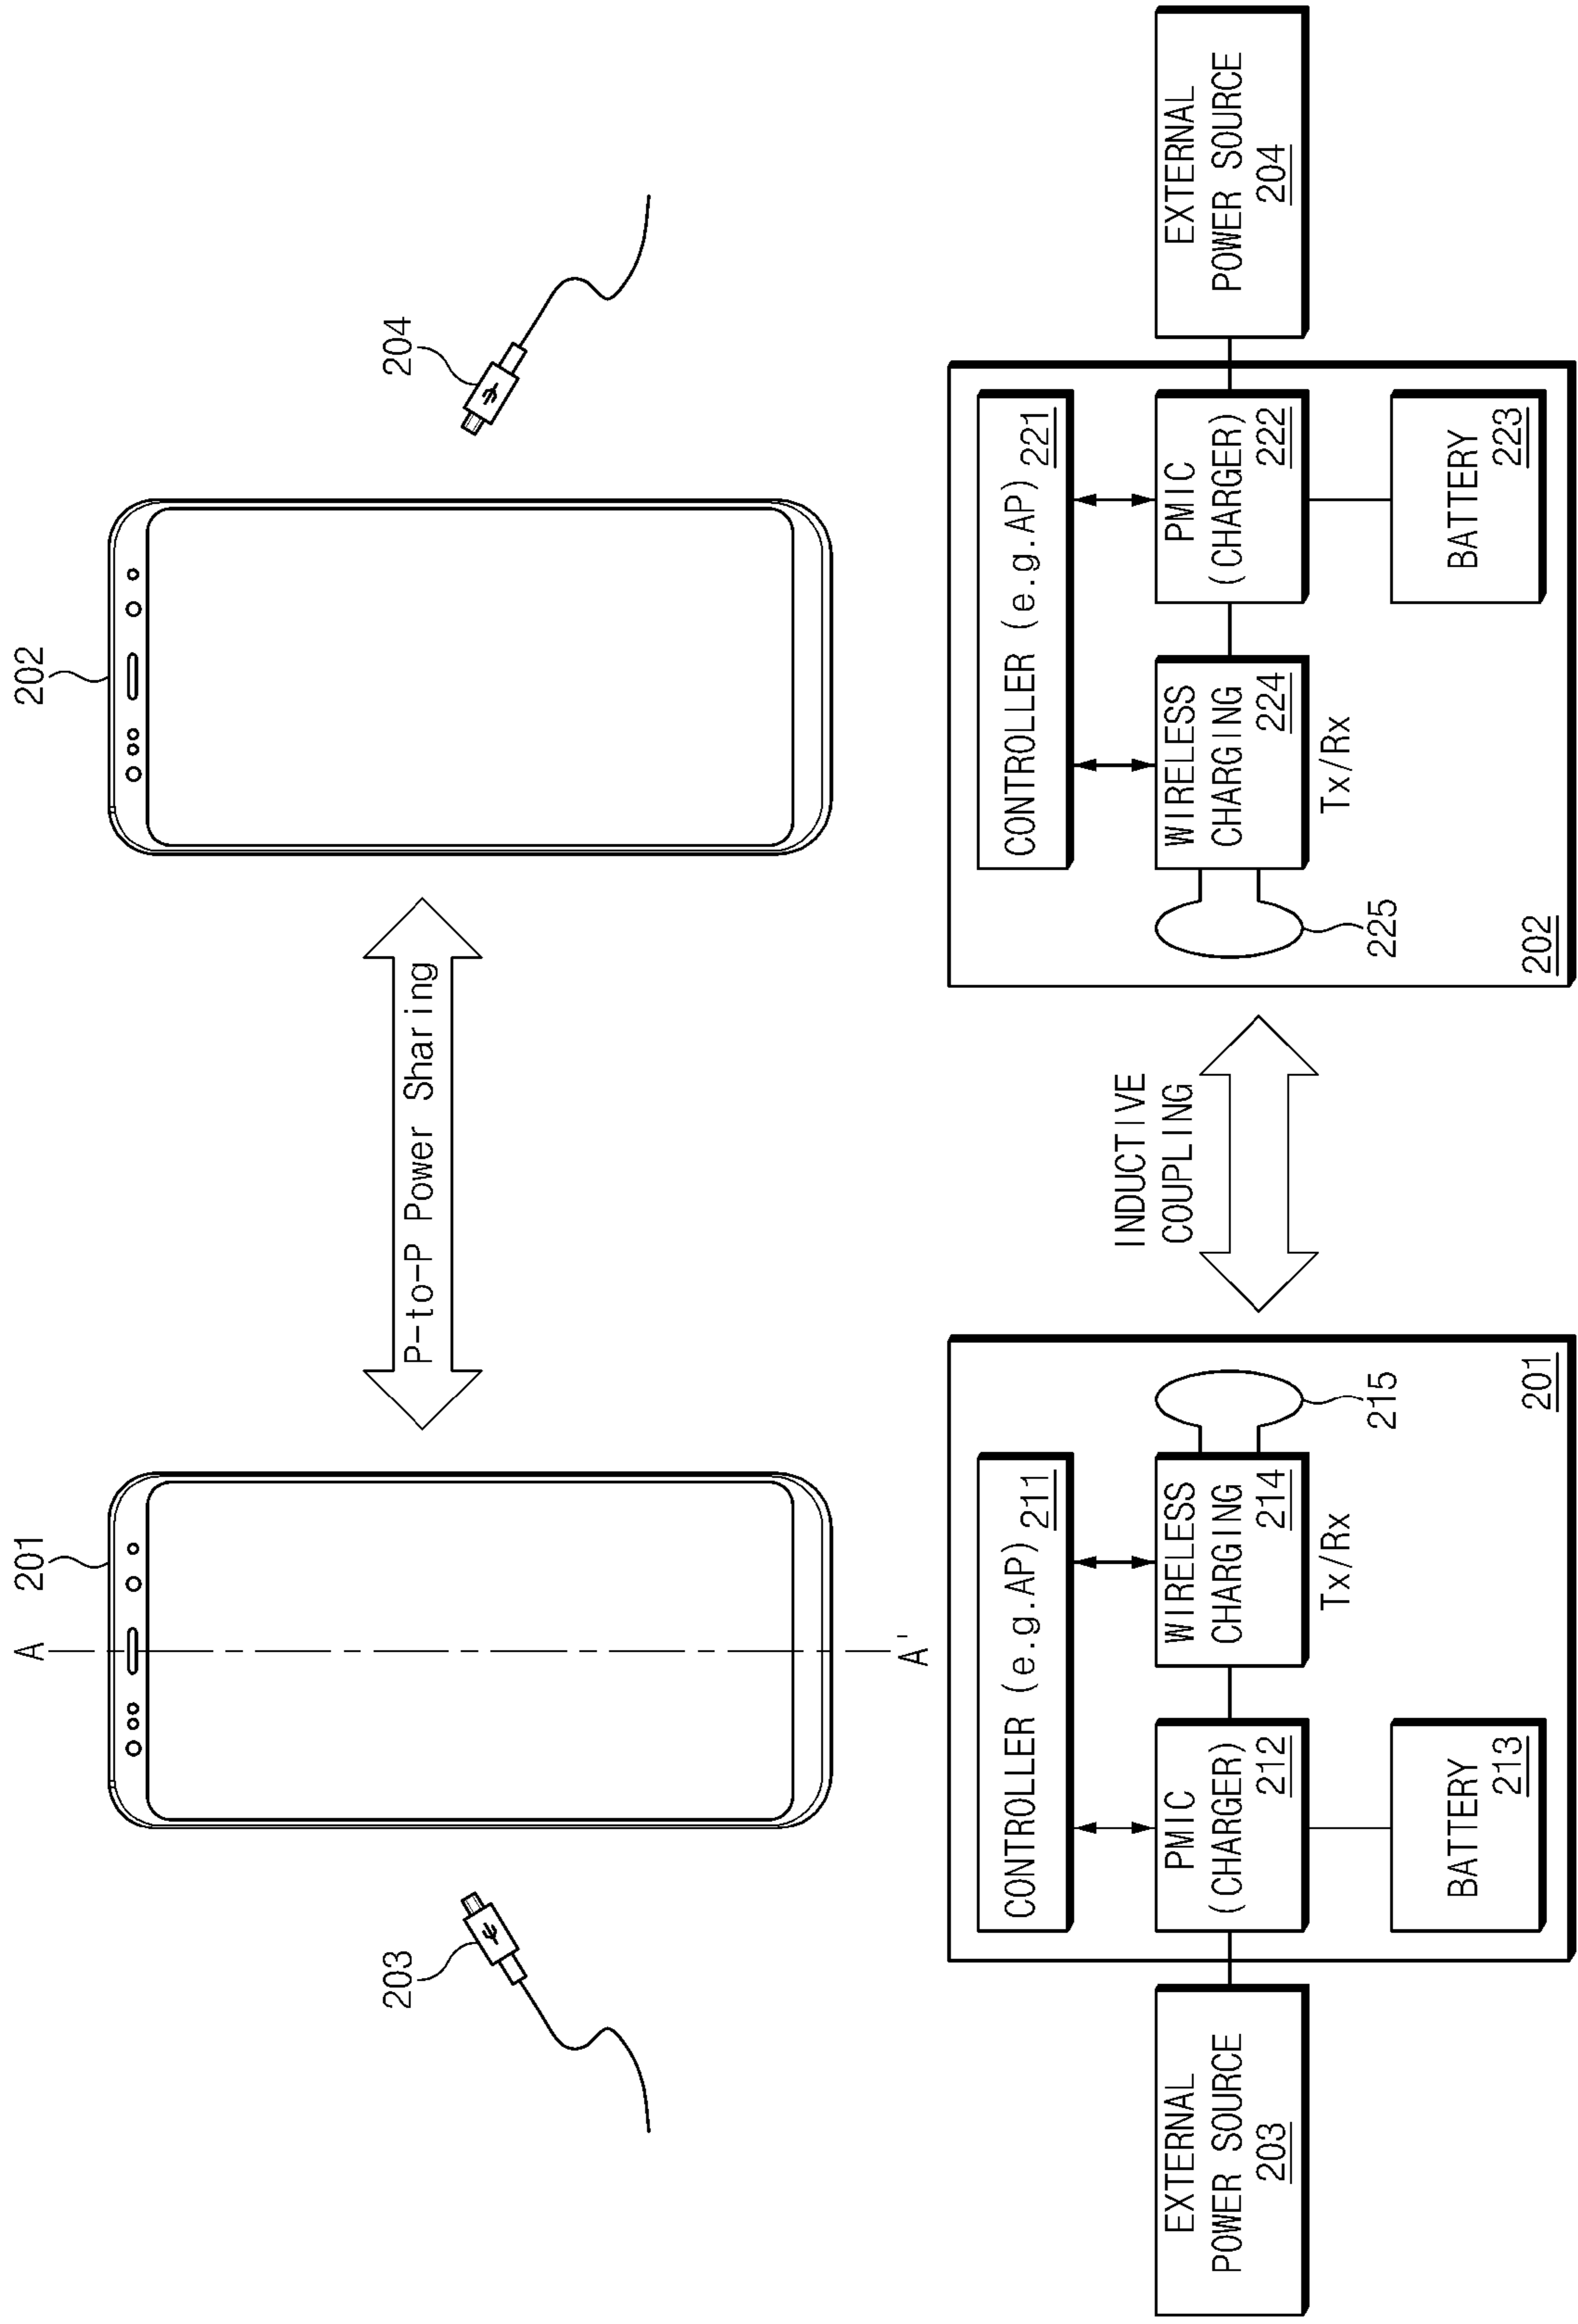 A
201
202
203
P-to-P Power Sharing
204
A'
CONTROLLER (e.g.AP) 211
PMIC
(CHARGER)
212
WIRELESS
CHARGING
214
Tx/Rx
215
BATTERY
213
201
EXTERNAL
POWER SOURCE
203
INDUCTIVE
COUPLING
CONTROLLER (e.g.AP) 221
WIRELESS
CHARGING
224
Tx/Rx
225
PMIC
(CHARGER)
222
BATTERY
223
202
EXTERNAL
POWER SOURCE
204